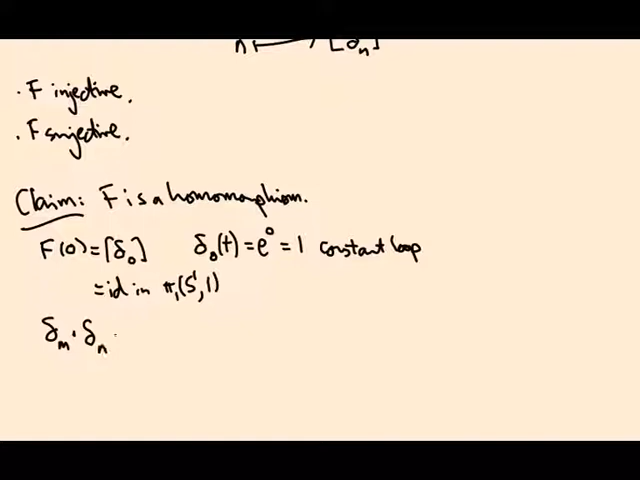 n ⟼ [δₙ]
· F injective.
· F surjective.
Claim: F is a homomorphism.
F(0) = [δ₀] δ₀(t) = e⁰ = 1 constant loop
= id in π₁(S¹, 1)
δₘ · δₙ